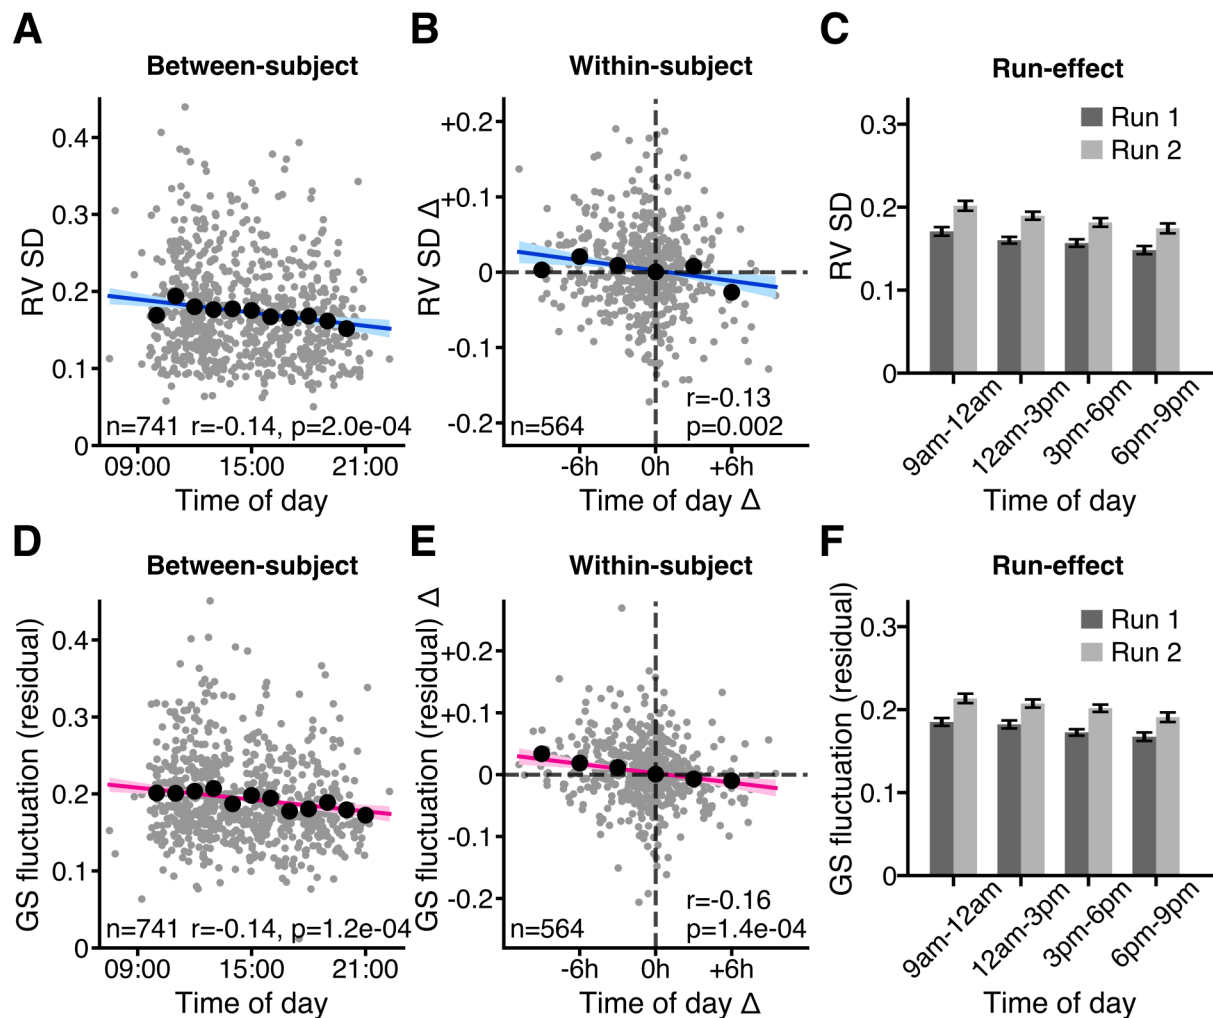 A
Between-subject
RV SD
0.4
0.3
0.2
0.1
0
n=741 r=-0.14, p=2.0e-04
09:00 15:00 21:00
Time of day
B
Within-subject
RV SD Δ
+0.2
+0.1
0
-0.1
-0.2
r=-0.13
n=564 p=0.002
-6h 0h +6h
Time of day Δ
C
Run-effect
Run 1
Run 2
RV SD
0.3
0.2
0.1
0
9am-12am 12am-3pm 3pm-6pm 6pm-9pm
Time of day
D
Between-subject
GS fluctuation (residual)
0.4
0.3
0.2
0.1
0
n=741 r=-0.14, p=1.2e-04
09:00 15:00 21:00
Time of day
E
Within-subject
GS fluctuation (residual) Δ
+0.2
+0.1
0
-0.1
-0.2
r=-0.16
n=564 p=1.4e-04
-6h 0h +6h
Time of day Δ
F
Run-effect
Run 1
Run 2
GS fluctuation (residual)
0.3
0.2
0.1
0
9am-12am 12am-3pm 3pm-6pm 6pm-9pm
Time of day